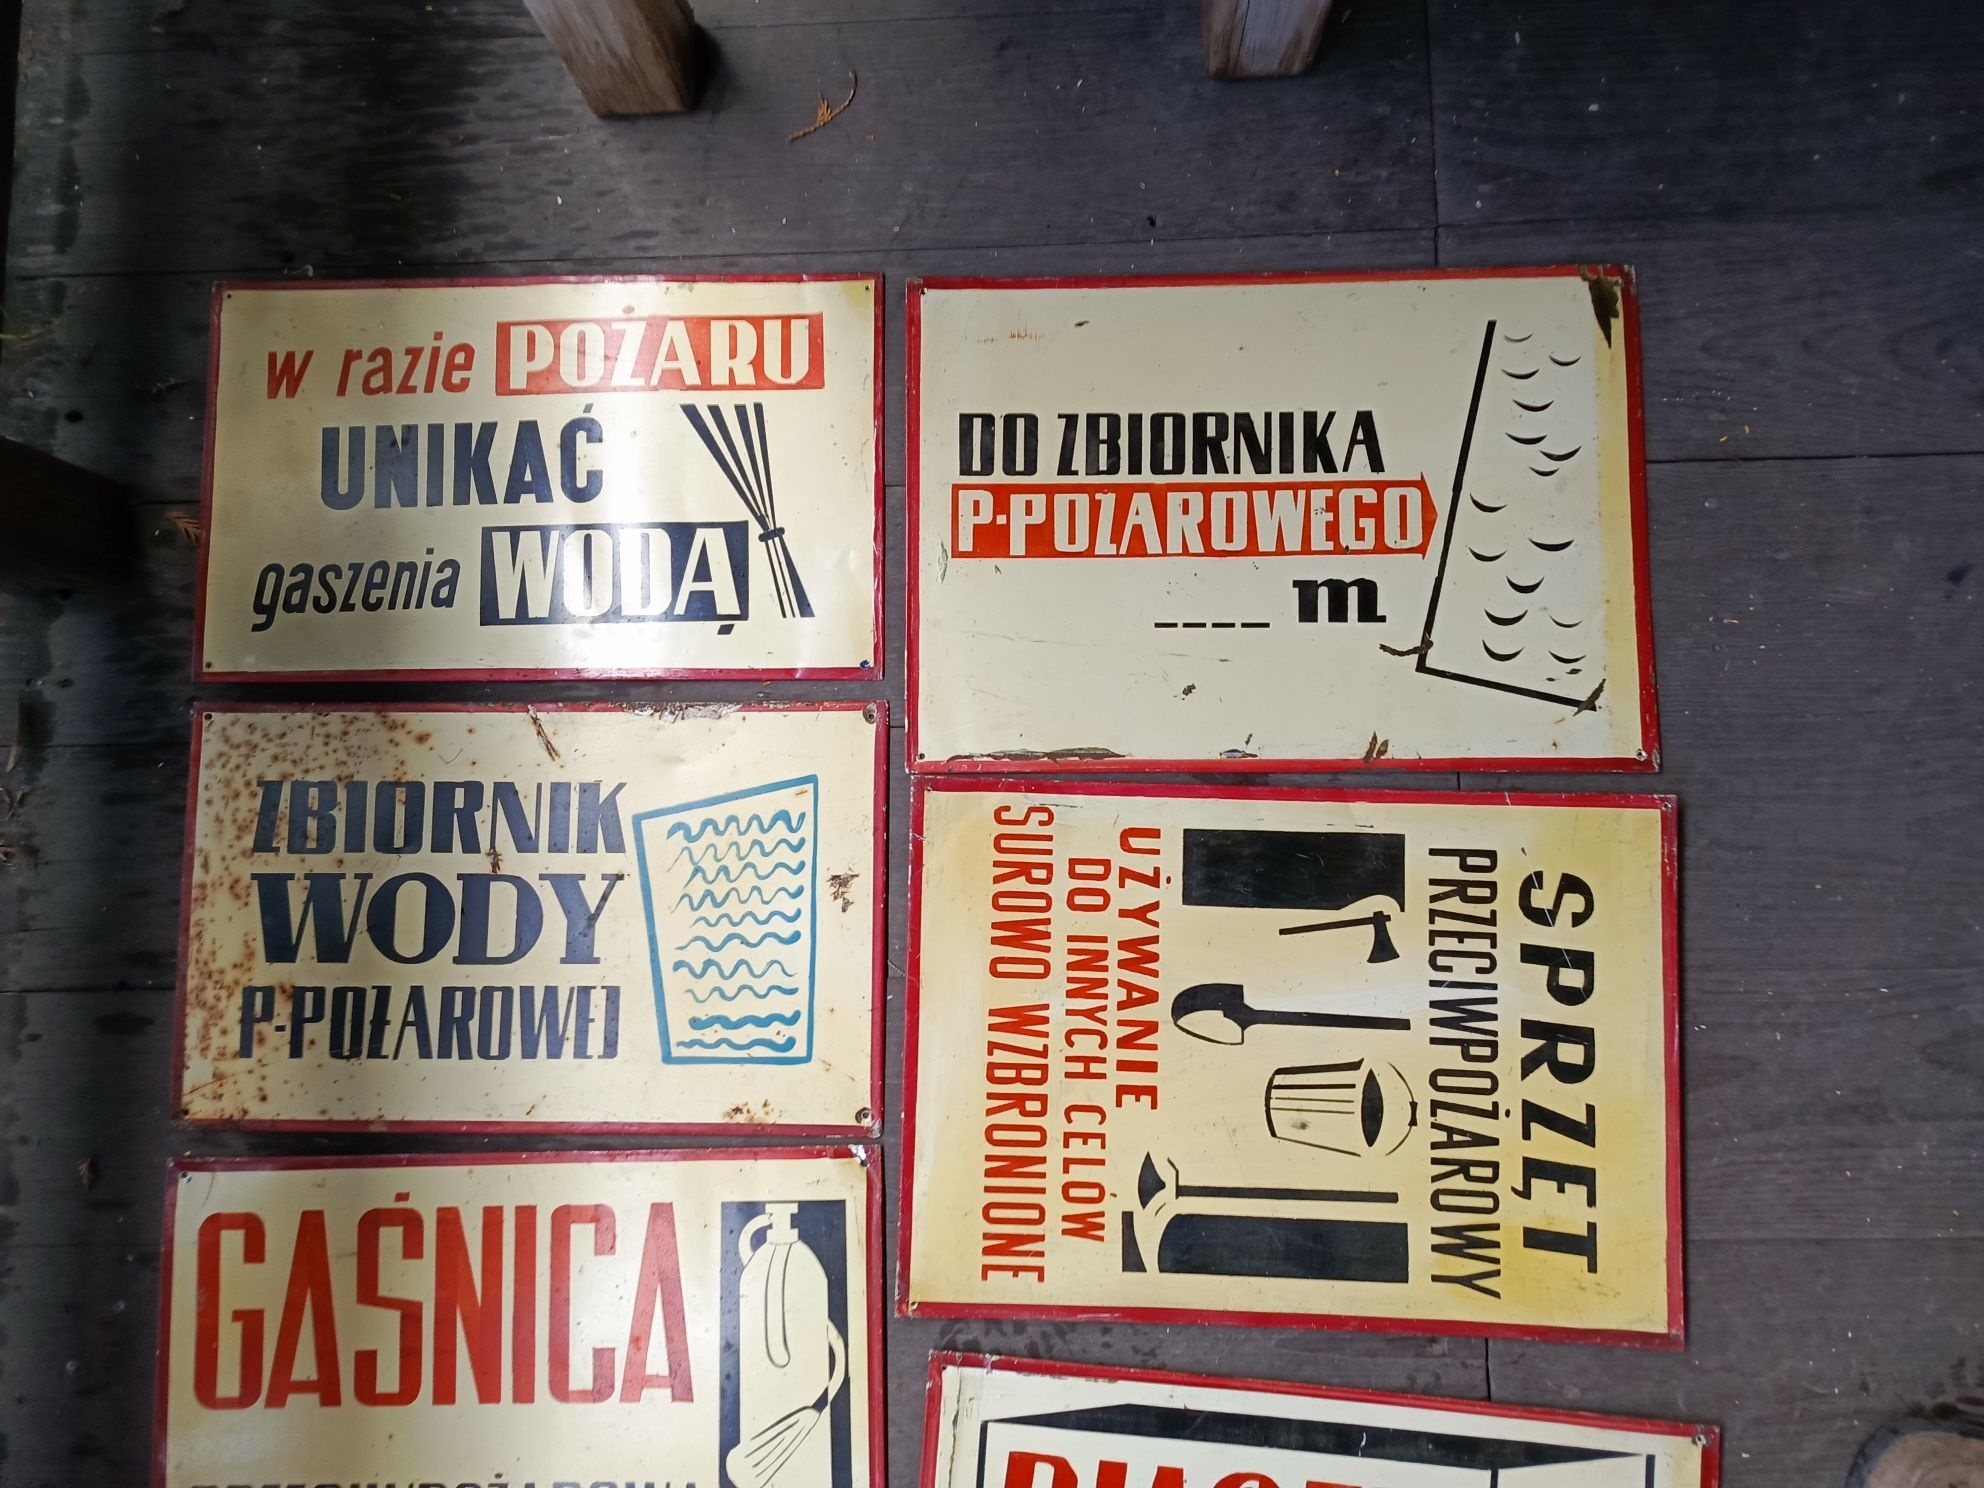 w razie POŻARU
UNIKAĆ
gaszenia WODĄ
DO ZBIORNIKA
P-POŻAROWEGO
____ m
ZBIORNIK
WODY
P-POŻAROWEJ
SPRZĘT
PRZECIWPOŻAROWY
UŻYWANIE
DO INNYCH CELÓW
SUROWO WZBRONIONE
GAŚNICA